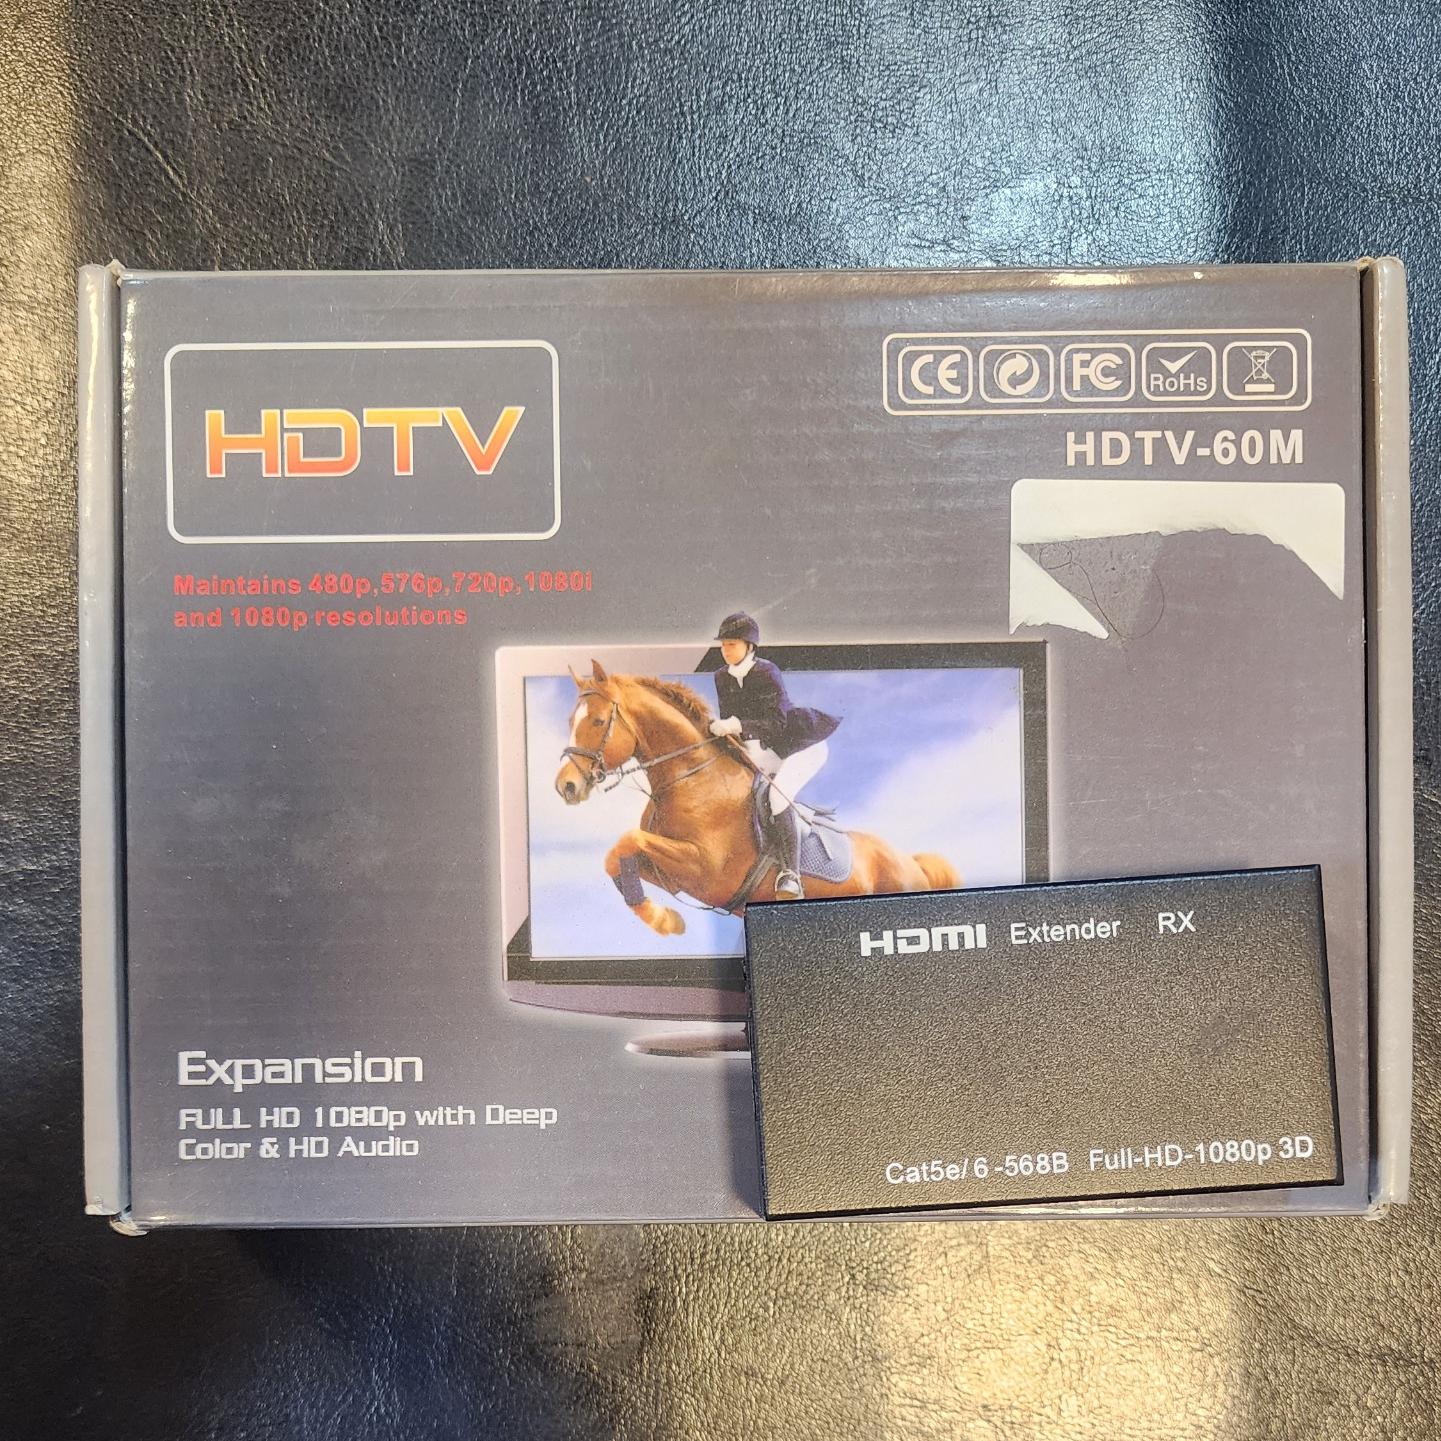 HDTV
CE FC RoHs
HDTV-60M
Maintains 480p,576p,720p,1080i
and 1080p resolutions
HDMI Extender RX
Cat5e/6-568B Full-HD-1080p 3D
Expansion
FULL HD 1080p with Deep
Color & HD Audio